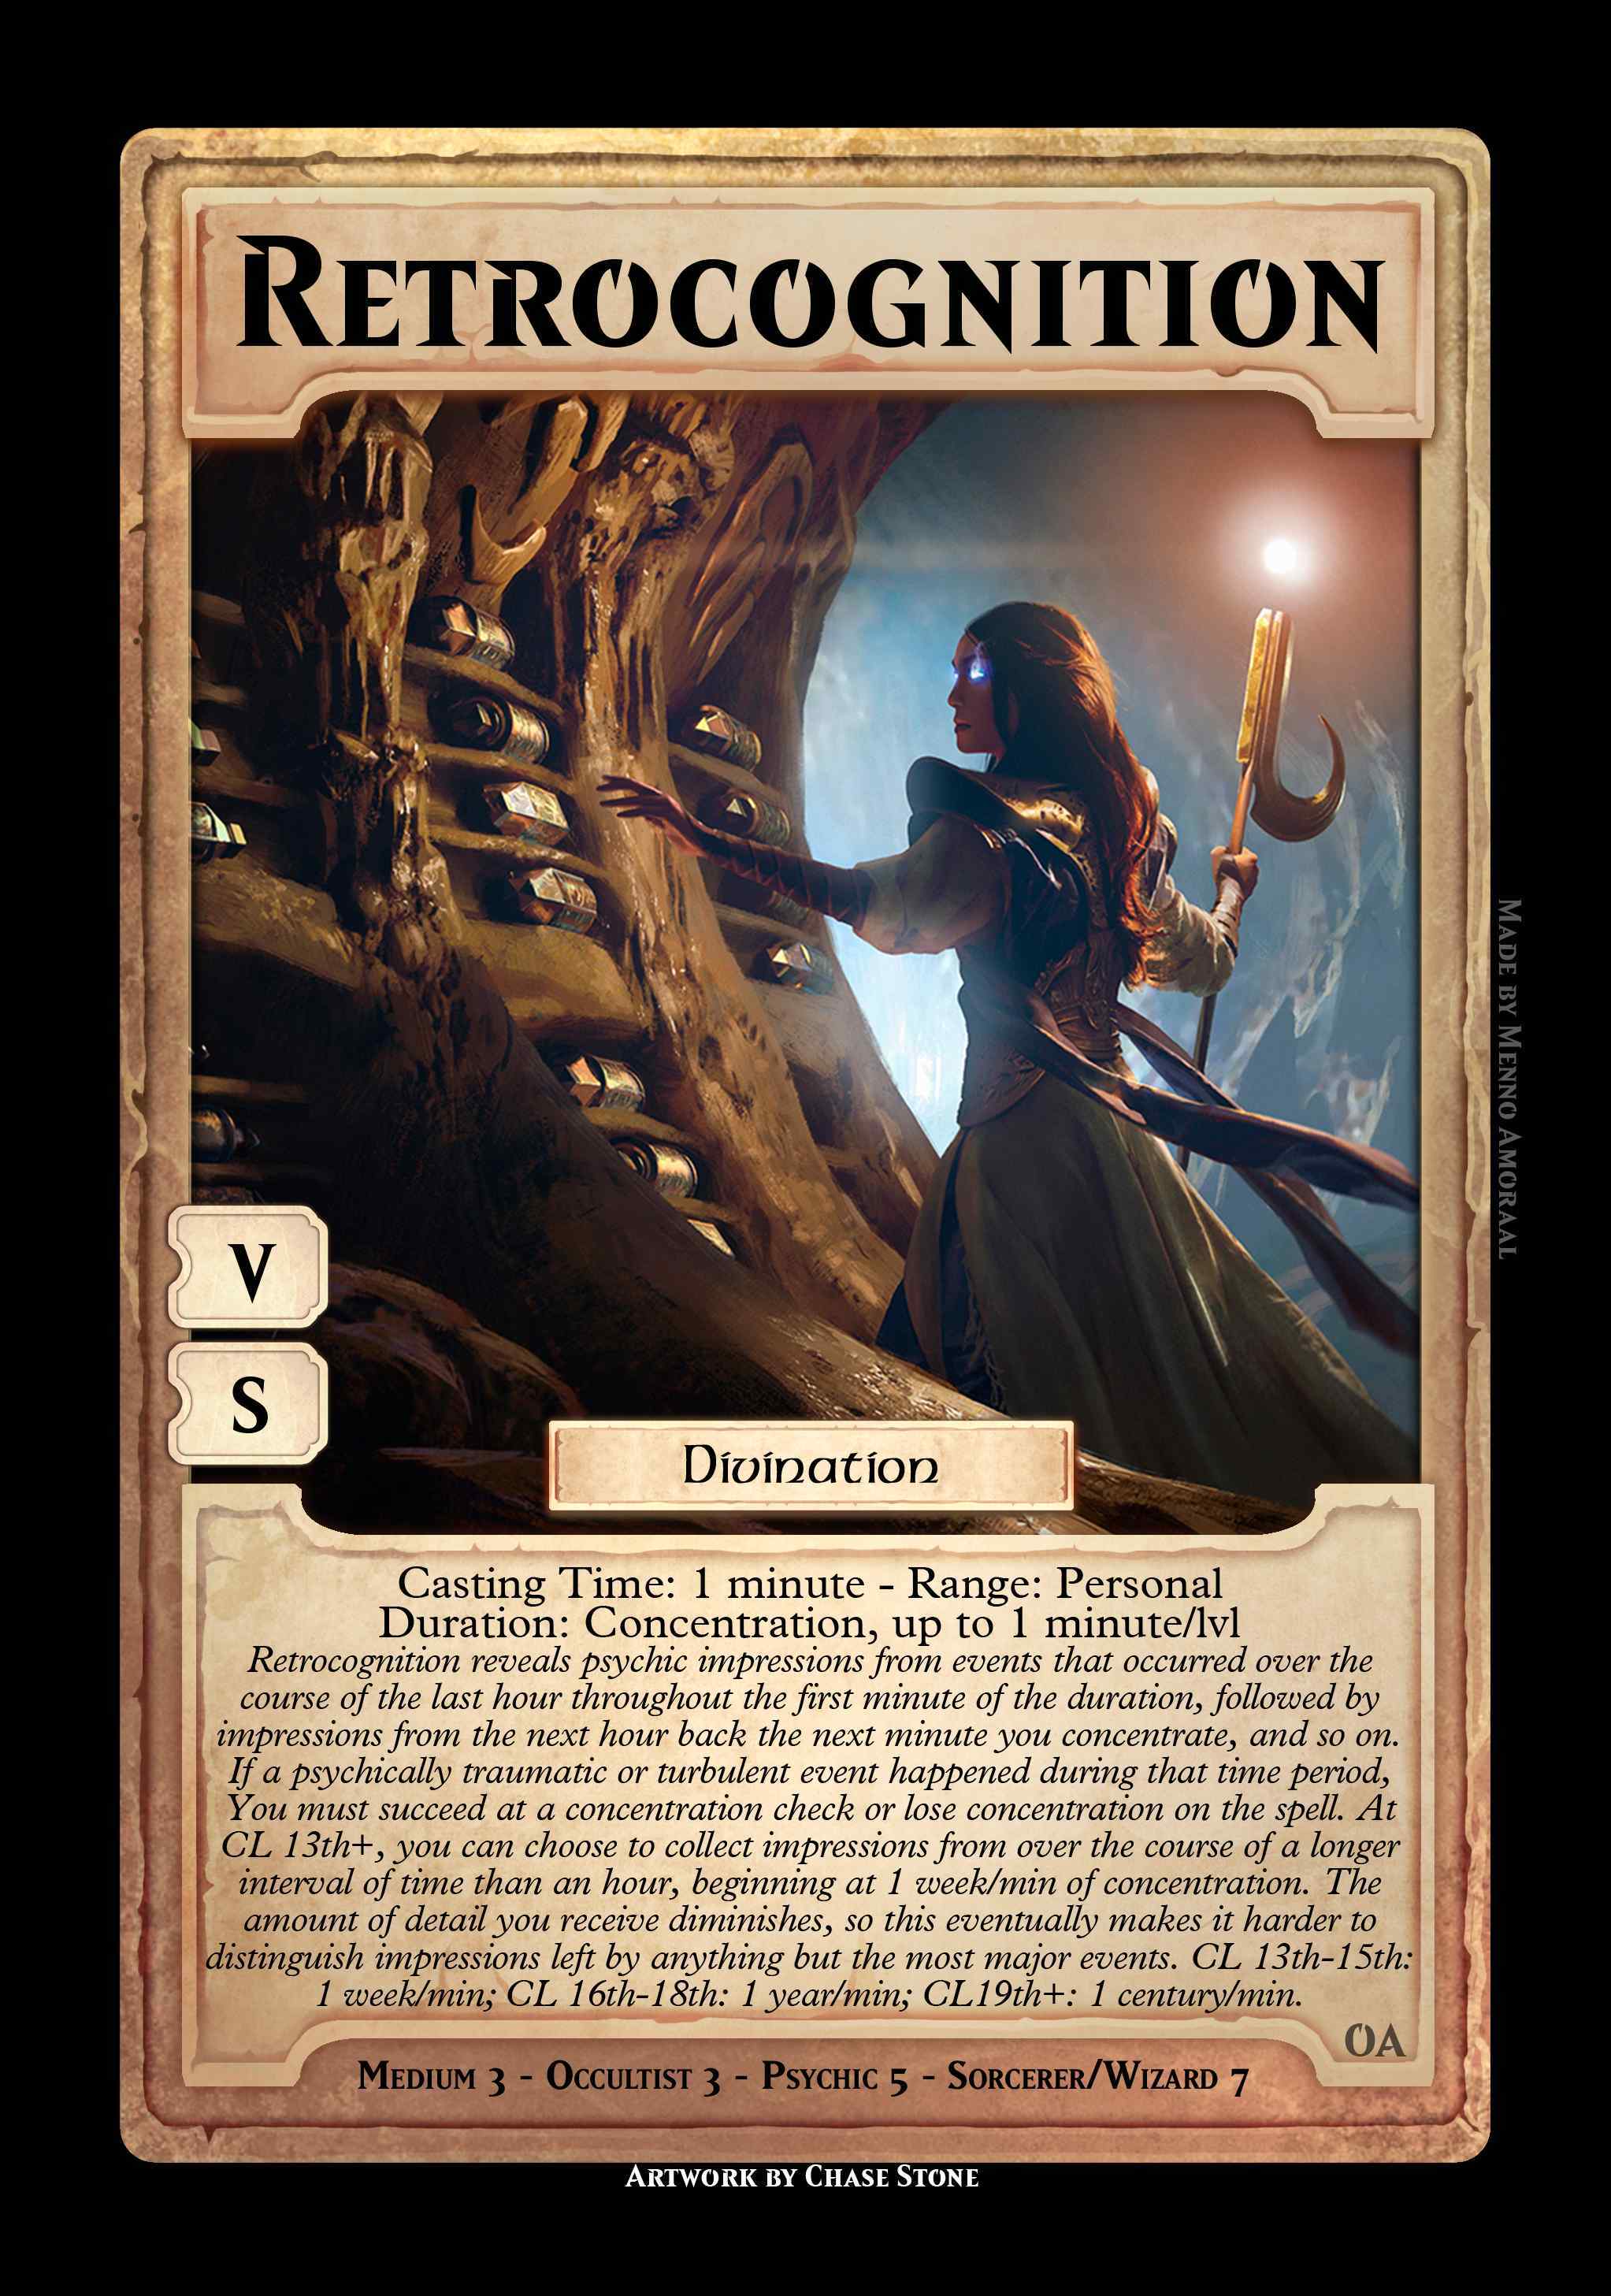 Retrocognition
V
S
Divination
Casting Time: 1 minute - Range: Personal
Duration: Concentration, up to 1 minute/lvl
Retrocognition reveals psychic impressions from events that occurred over the
course of the last hour throughout the first minute of the duration, followed by
impressions from the next hour back the next minute you concentrate, and so on.
If a psychically traumatic or turbulent event happened during that time period,
You must succeed at a concentration check or lose concentration on the spell. At
CL 13th+, you can choose to collect impressions from over the course of a longer
interval of time than an hour, beginning at 1 week/min of concentration. The
amount of detail you receive diminishes, so this eventually makes it harder to
distinguish impressions left by anything but the most major events. CL 13th-15th:
1 week/min; CL 16th-18th: 1 year/min; CL19th+: 1 century/min.
OA
Medium 3 - Occultist 3 - Psychic 5 - Sorcerer/Wizard 7
Artwork by Chase Stone
Made by Menno Amoraal